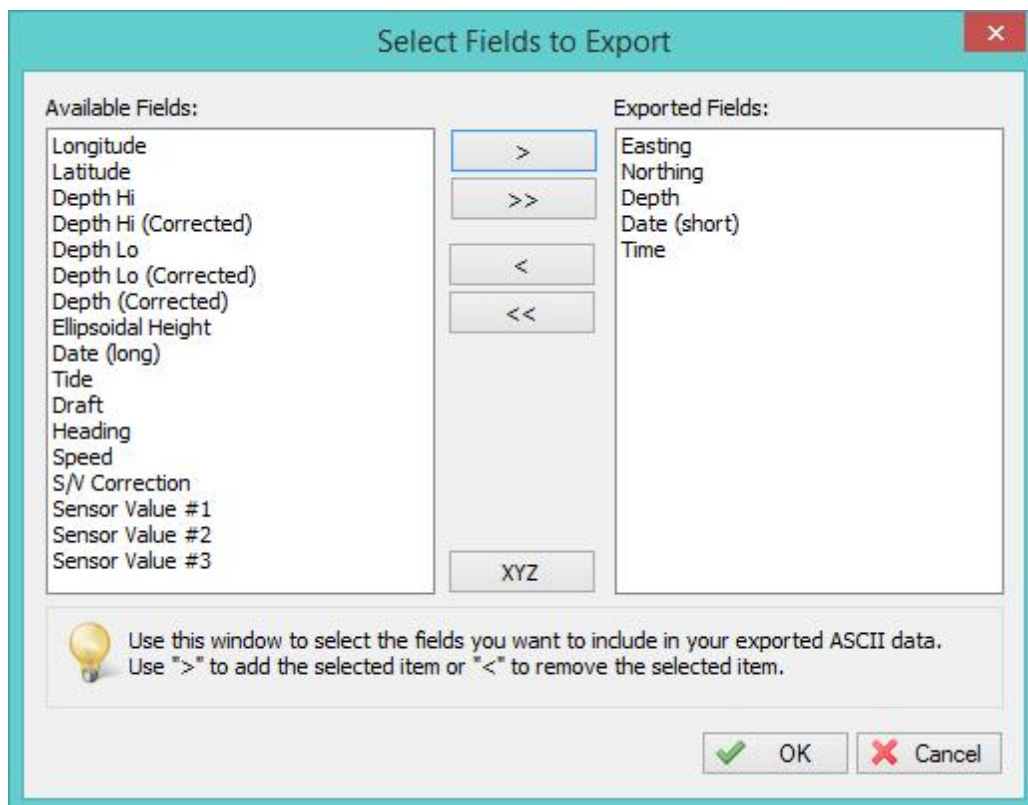 Select Fields to Export
Available Fields:
Longitude
Latitude
Depth Hi
Depth Hi (Corrected)
Depth Lo
Depth Lo (Corrected)
Depth (Corrected)
Ellipsoidal Height
Date (long)
Tide
Draft
Heading
Speed
S/V Correction
Sensor Value #1
Sensor Value #2
Sensor Value #3
>
>>
<
<<
XYZ
Exported Fields:
Easting
Northing
Depth
Date (short)
Time
Use this window to select the fields you want to include in your exported ASCII data.
Use ">" to add the selected item or "<" to remove the selected item.
OK
Cancel